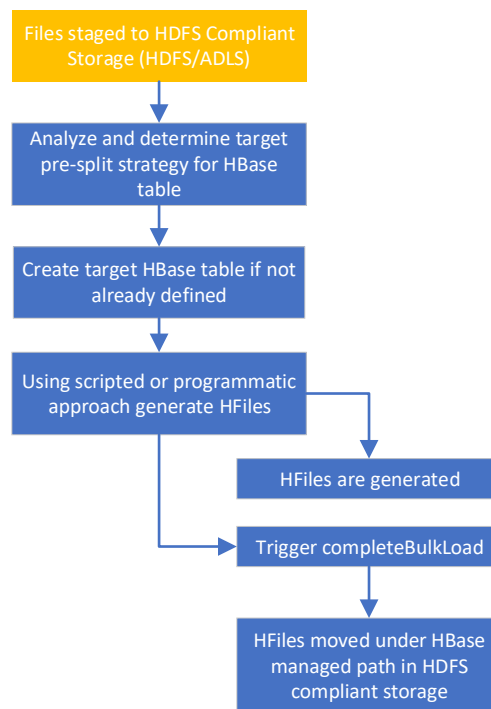 Files staged to HDFS Compliant
Storage (HDFS/ADLS)
Analyze and determine target
pre-split strategy for HBase
table
Create target HBase table if not
already defined
Using scripted or programmatic
approach generate HFiles
HFiles are generated
Trigger completeBulkLoad
HFiles moved under HBase
managed path in HDFS
compliant storage